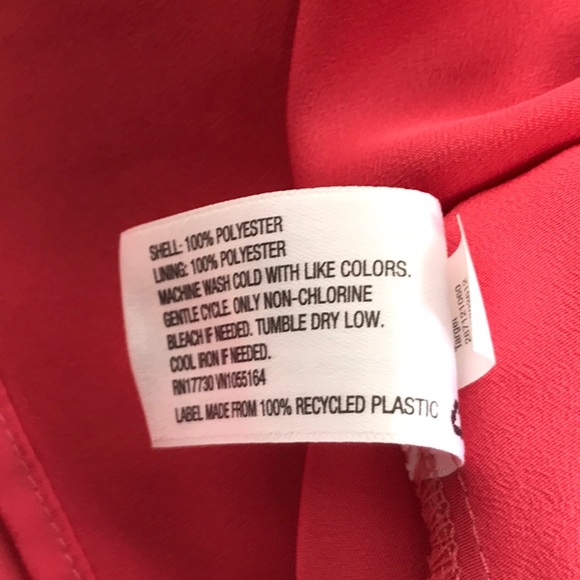 SHELL: 100% POLYESTER
LINING: 100% POLYESTER
MACHINE WASH COLD WITH LIKE COLORS.
GENTLE CYCLE. ONLY NON-CHLORINE
BLEACH IF NEEDED. TUMBLE DRY LOW.
COOL IRON IF NEEDED.
RN17730 VN1055164
LABEL MADE FROM 100% RECYCLED PLASTIC
Target